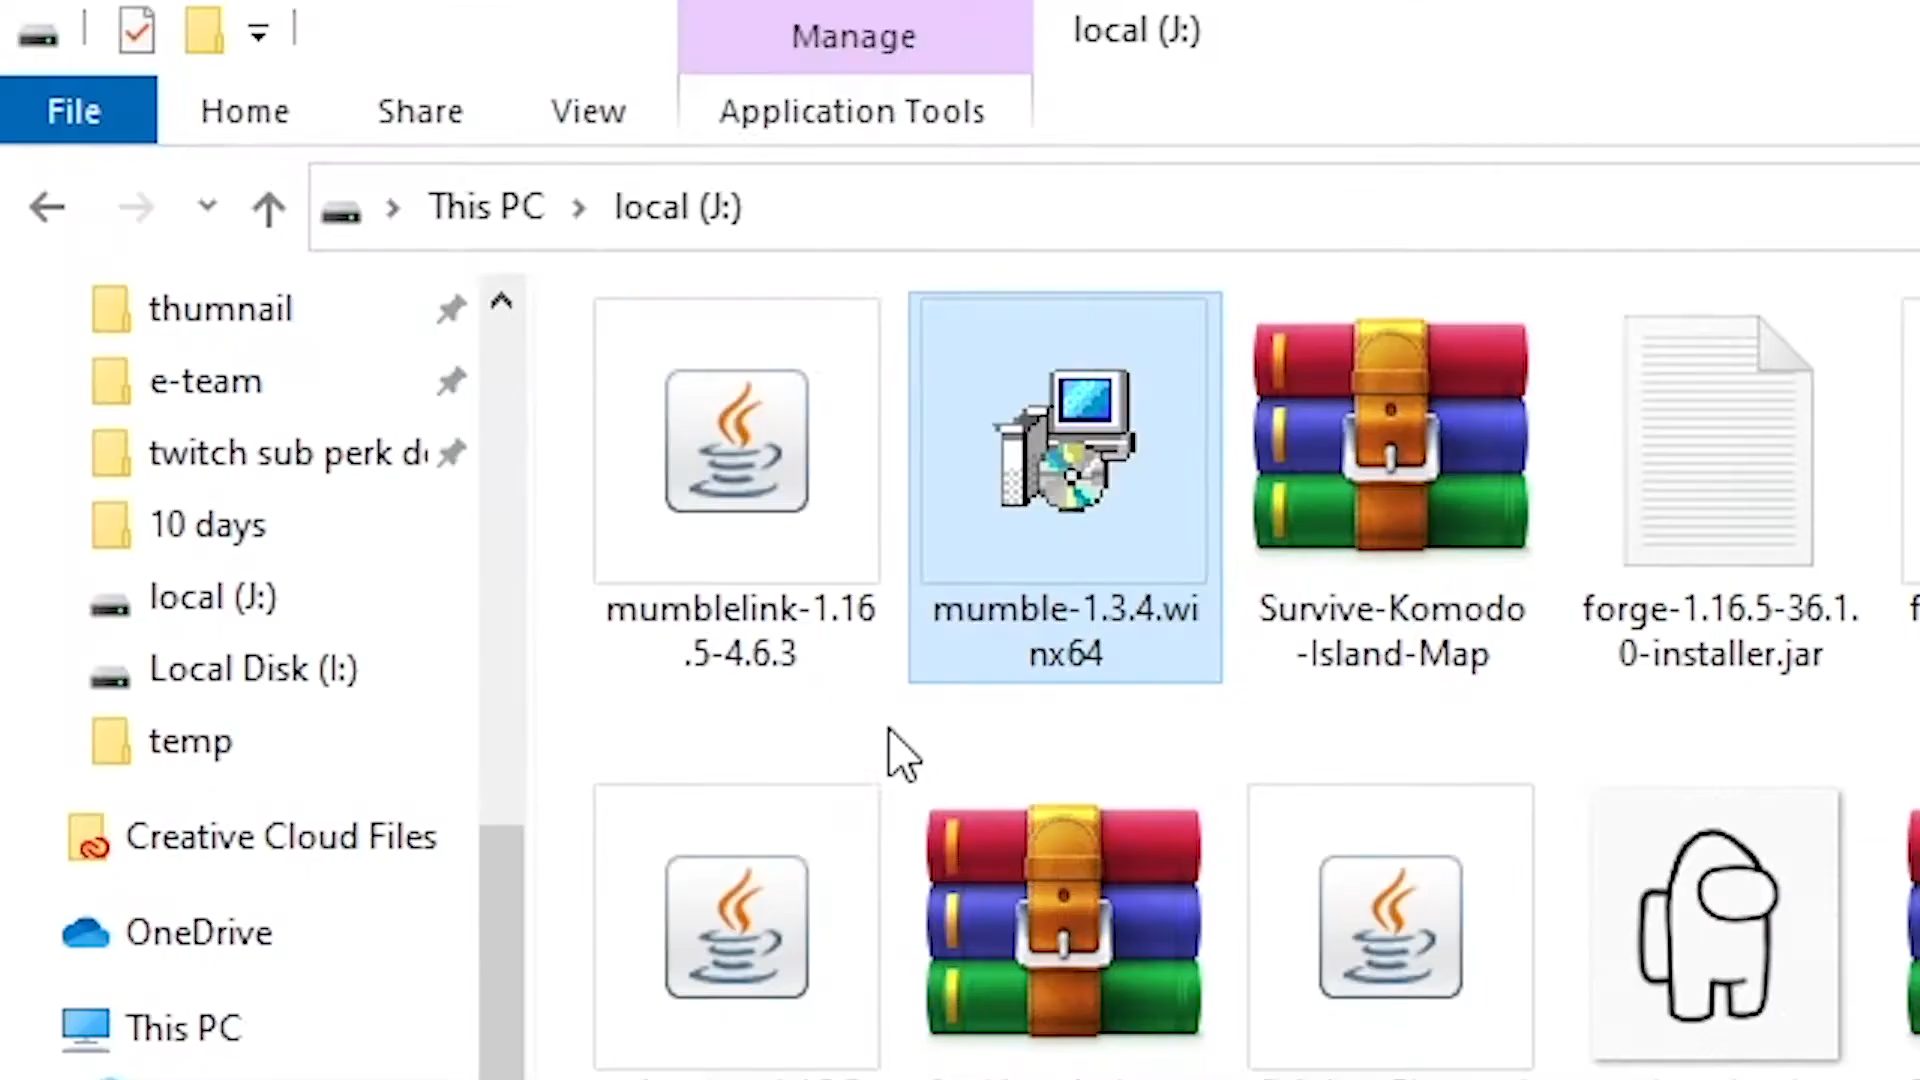 Manage
local (J:)
File
Home
Share
View
Application Tools
This PC
local (J:)
thumnail
e-team
twitch sub perk
10 days
local (J:)
Local Disk (I:)
temp
Creative Cloud Files
OneDrive
This PC
mumblelink-1.16
.5-4.6.3
mumble-1.3.4.wi
nx64
Survive-Komodo
-Island-Map
forge-1.16.5-36.1.
0-installer.jar